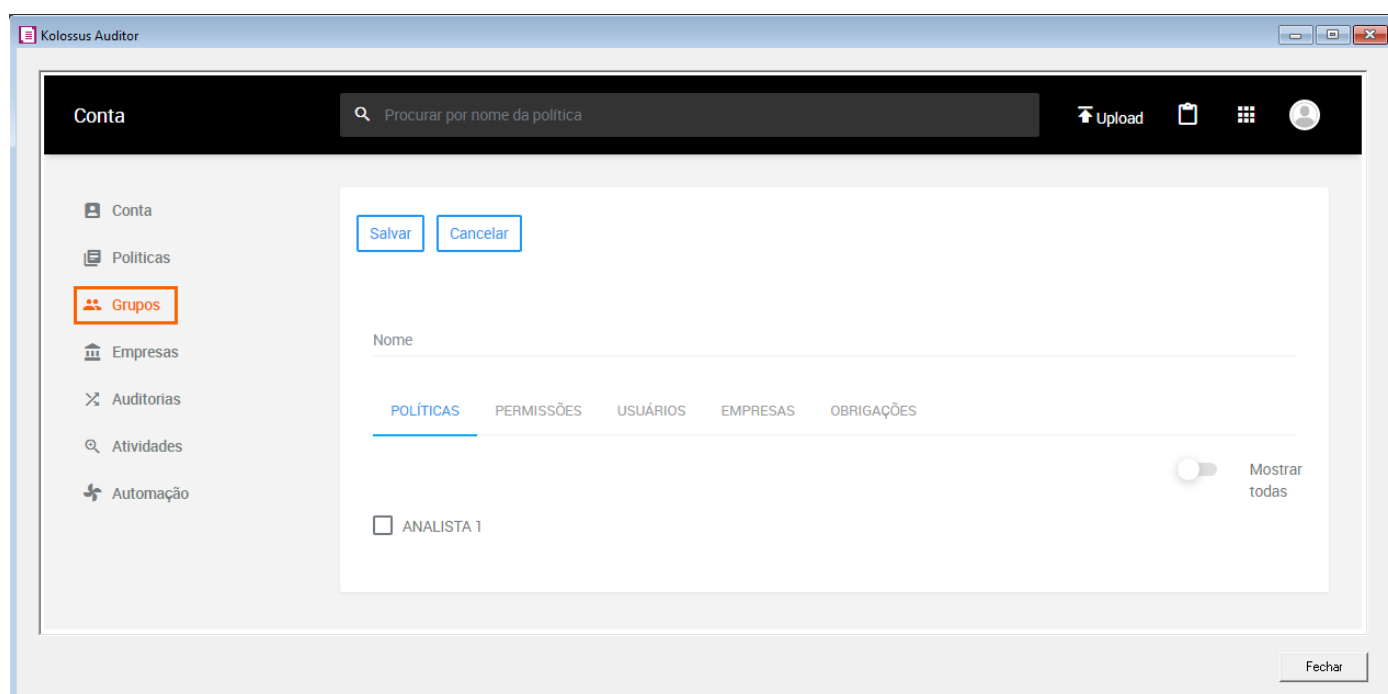 Kolossus Auditor
Conta
Procurar por nome da política
Upload
Conta
Politicas
Grupos
Empresas
Auditorias
Atividades
Automação
Salvar Cancelar
Nome
POLÍTICAS PERMISSÕES USUÁRIOS EMPRESAS OBRIGAÇÕES
Mostrar
todas
ANALISTA 1
Fechar